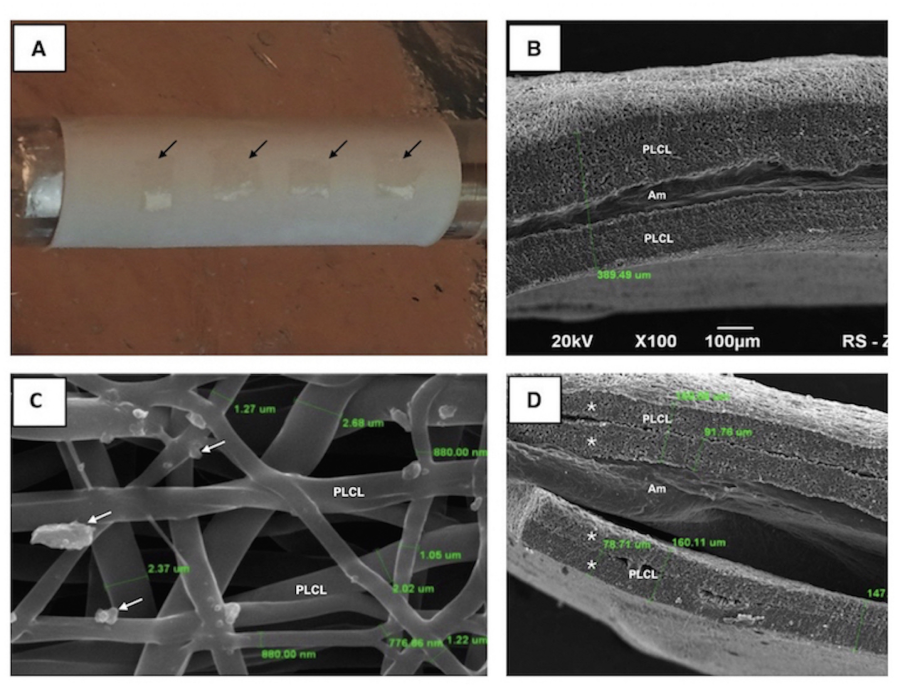 A
B
PLCL
Am
PLCL
389.49 um
20kV X100 100µm RS - Z
C
1.27 um
2.68 um
880.00 nm
PLCL
1.05 um
2.37 um
2.02 um
PLCL
776.66 nm
1.22 um
880.00 nm
D
*
PLCL
91.76 um
*
Am
*
78.71 um
160.11 um
*
PLCL
147